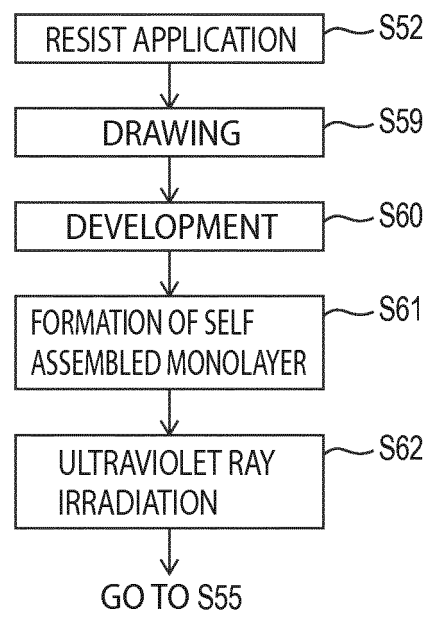 RESIST APPLICATION S52
DRAWING S59
DEVELOPMENT S60
FORMATION OF SELF S61
ASSEMBLED MONOLAYER
ULTRAVIOLET RAY S62
IRRADIATION
GO TO S55